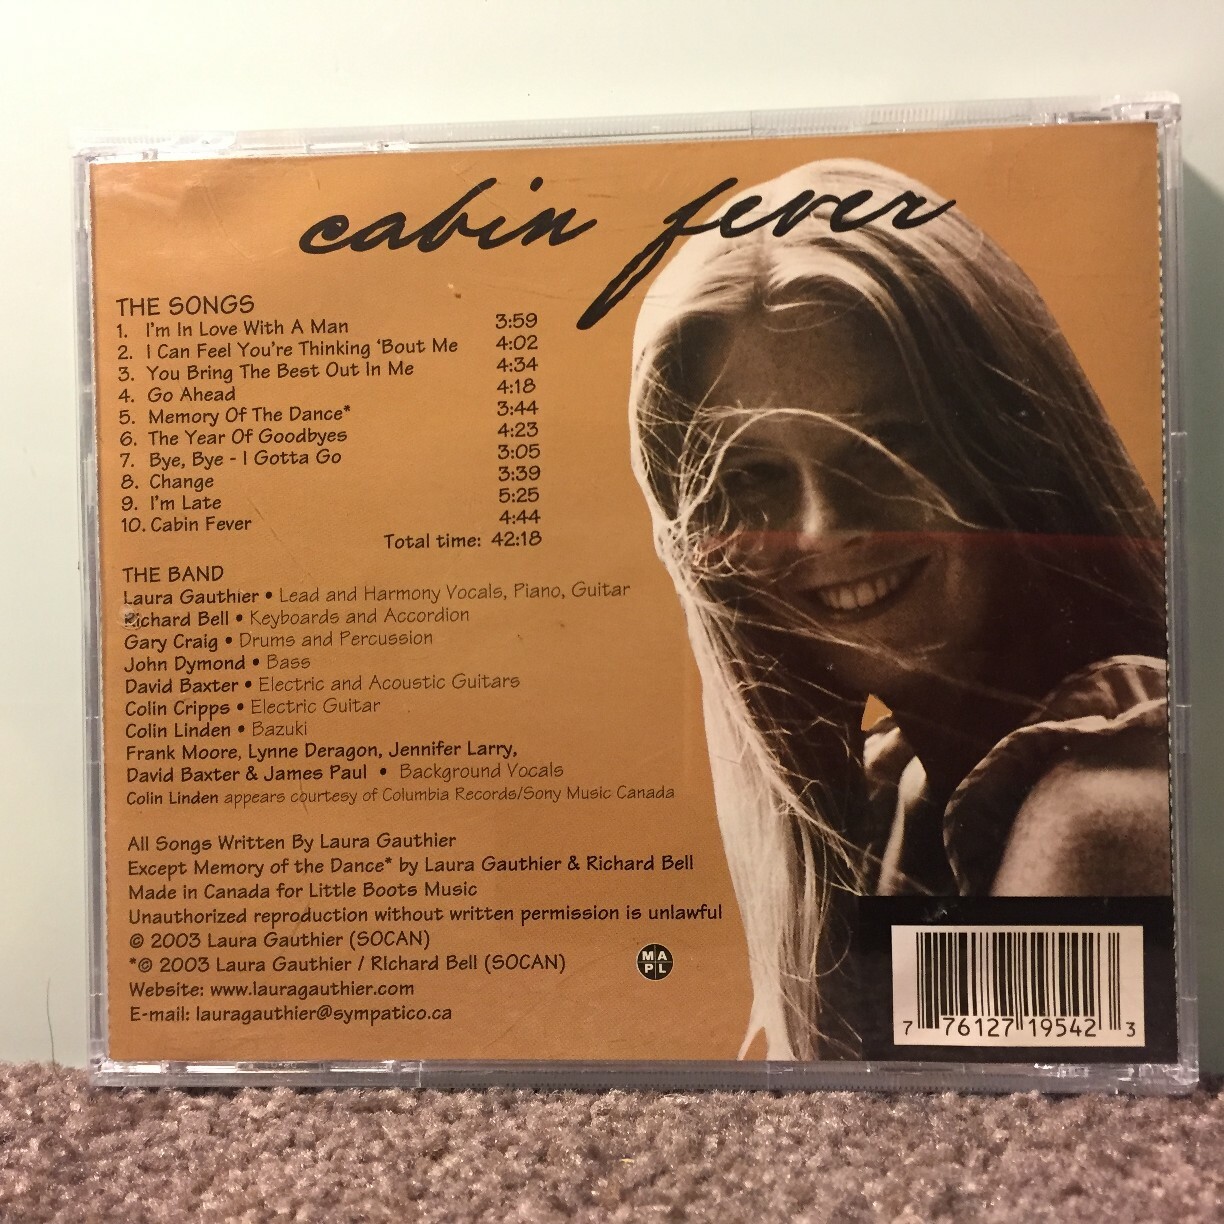 cabin fever
THE SONGS
1. I'm In Love With A Man 3:59
2. I Can Feel You're Thinking 'Bout Me 4:02
3. You Bring The Best Out In Me 4:34
4. Go Ahead 4:18
5. Memory Of The Dance* 3:44
6. The Year Of Goodbyes 4:23
7. Bye, Bye - I Gotta Go 3:05
8. Change 3:39
9. I'm Late 5:25
10. Cabin Fever 4:44
Total time: 42:18
THE BAND
Laura Gauthier • Lead and Harmony Vocals, Piano, Guitar
Richard Bell • Keyboards and Accordion
Gary Craig • Drums and Percussion
John Dymond • Bass
David Baxter • Electric and Acoustic Guitars
Colin Cripps • Electric Guitar
Colin Linden • Bazuki
Frank Moore, Lynne Deragon, Jennifer Larry,
David Baxter & James Paul • Background Vocals
Colin Linden appears courtesy of Columbia Records/Sony Music Canada
All Songs Written By Laura Gauthier
Except Memory of the Dance* by Laura Gauthier & Richard Bell
Made in Canada for Little Boots Music
Unauthorized reproduction without written permission is unlawful
© 2003 Laura Gauthier (SOCAN)
*© 2003 Laura Gauthier / RIchard Bell (SOCAN)
Website: www.lauragauthier.com
E-mail: lauragauthier@sympatico.ca
MA
PL
7 76127 19542 3